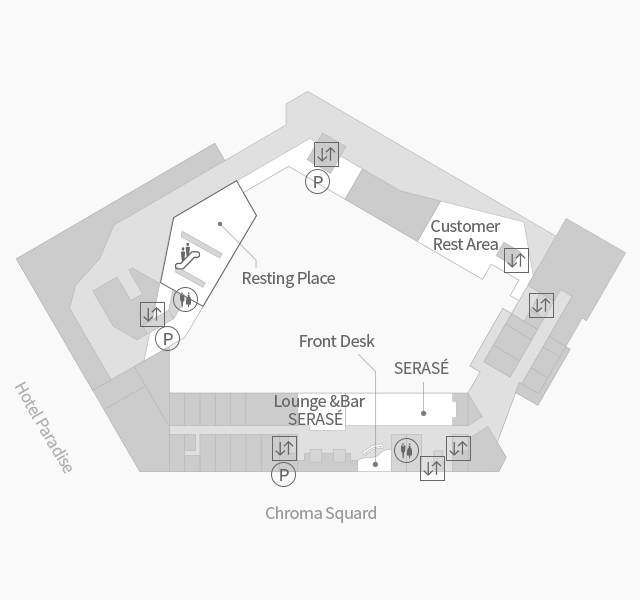 P
Customer
Rest Area
Resting Place
P
Front Desk
SERASÉ
Lounge &Bar
SERASÉ
Hotel Paradise
P
Chroma Squard